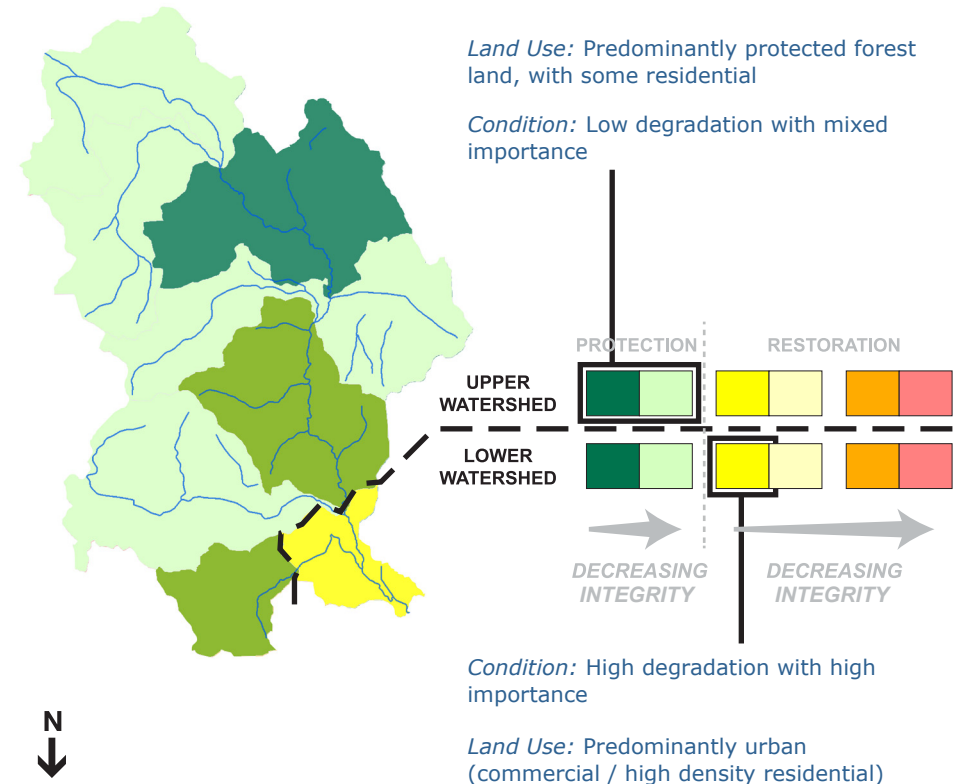 Land Use: Predominantly protected forest
land, with some residential
Condition: Low degradation with mixed
importance
PROTECTION
RESTORATION
UPPER
WATERSHED
LOWER
WATERSHED
DECREASING
INTEGRITY
DECREASING
INTEGRITY
Condition: High degradation with high
importance
N
Land Use: Predominantly urban
(commercial / high density residential)